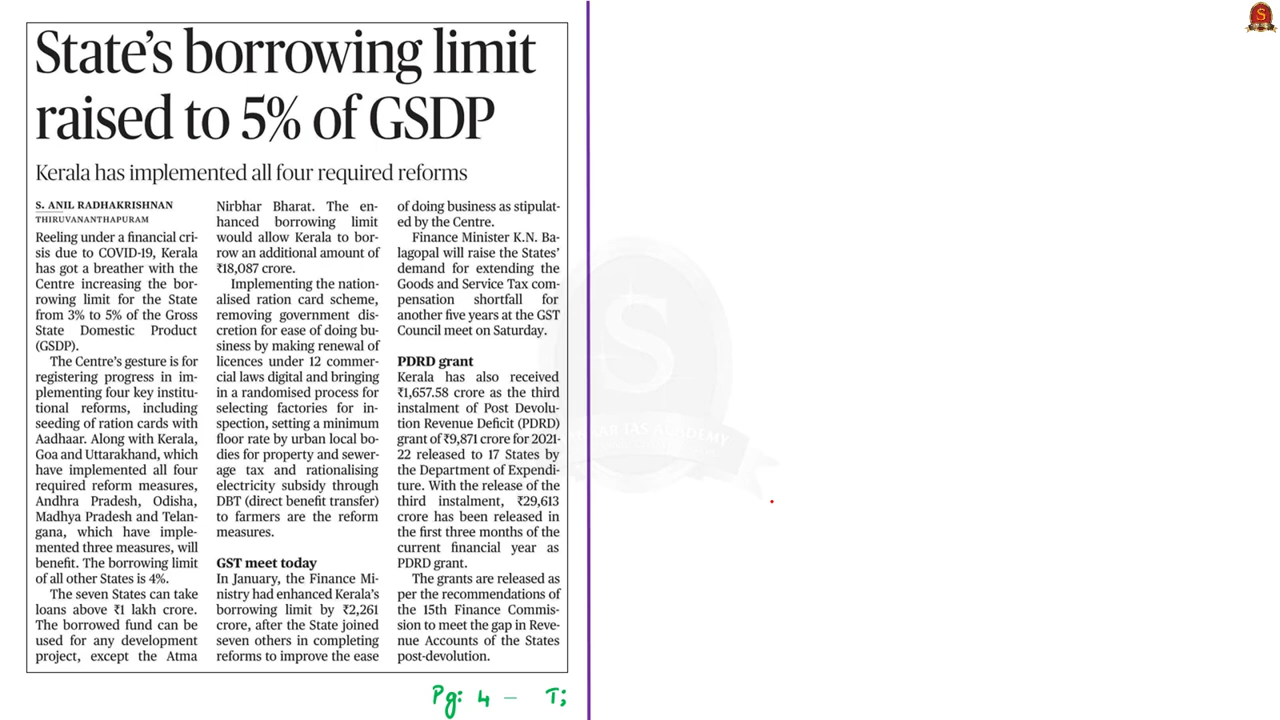 State's borrowing limit
raised to 5% of GSDP
Kerala has implemented all four required reforms
S. ANIL RADHAKRISHNAN
THIRUVANANTHAPURAM
Reeling under a financial cri-
sis due to COVID-19, Kerala
has got a breather with the
Centre increasing the bor-
rowing limit for the State
from 3% to 5% of the Gross
State Domestic Product
(GSDP).
The Centre's gesture is for
registering progress in im-
plementing four key institu-
tional reforms, including
seeding of ration cards with
Aadhaar. Along with Kerala,
Goa and Uttarakhand, which
have implemented all four
required reform measures,
Andhra Pradesh, Odisha,
Madhya Pradesh and Telan-
gana, which have imple-
mented three measures, will
benefit. The borrowing limit
of all other States is 4%.
The seven States can take
loans above ₹1 lakh crore.
The borrowed fund can be
used for any development
project, except the Atma
Nirbhar Bharat. The en-
hanced borrowing limit
would allow Kerala to bor-
row an additional amount of
₹18,087 crore.
Implementing the nation-
alised ration card scheme,
removing government dis-
cretion for ease of doing bu-
siness by making renewal of
licences under 12 commer-
cial laws digital and bringing
in a randomised process for
selecting factories for in-
spection, setting a minimum
floor rate by urban local bo-
dies for property and sewer-
age tax and rationalising
electricity subsidy through
DBT (direct benefit transfer)
to farmers are the reform
measures.
GST meet today
In January, the Finance Mi-
nistry had enhanced Kerala's
borrowing limit by ₹2,261
crore, after the State joined
seven others in completing
reforms to improve the ease
of doing business as stipulat-
ed by the Centre.
Finance Minister K.N. Ba-
lagopal will raise the States'
demand for extending the
Goods and Service Tax com-
pensation shortfall for
another five years at the GST
Council meet on Saturday.
PDRD grant
Kerala has also received
₹1,657.58 crore as the third
instalment of Post Devolu-
tion Revenue Deficit (PDRD)
grant of ₹9,871 crore for 2021-
22 released to 17 States by
the Department of Expendi-
ture. With the release of the
third instalment, ₹29,613
crore has been released in
the first three months of the
current financial year as
PDRD grant.
The grants are released as
per the recommendations of
the 15th Finance Commis-
sion to meet the gap in Reve-
nue Accounts of the States
post-devolution.
Pg: 4 - T;
S
IAS ACADEMY
S